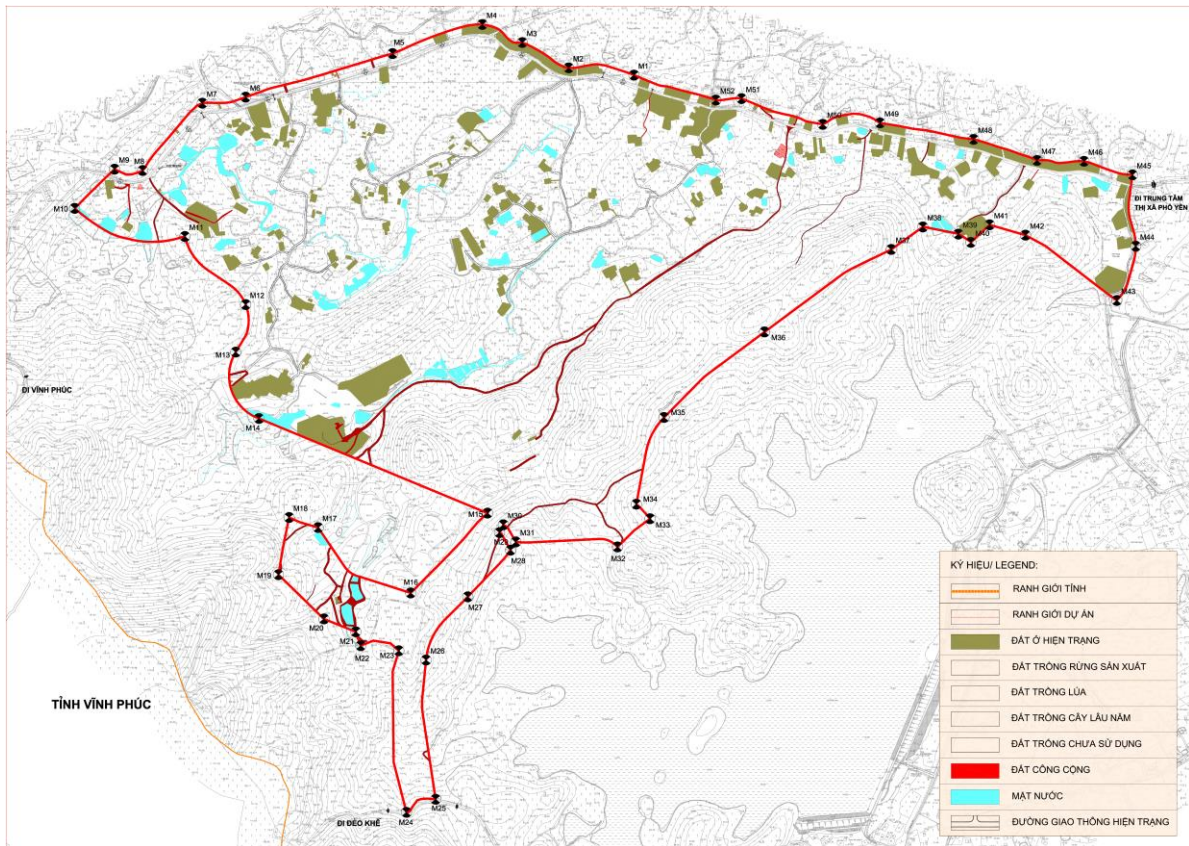 M4
M3
M5
M2
M1
M6
M7
M52
M51
M50
M49
M48
M47
M46
M45
M9
M8
ĐI TRUNG TÂM
THỊ XÃ PHỔ YÊN
M10
M11
M38
M39
M40
M41
M42
M37
M44
M43
M12
M36
M13
ĐI VĨNH PHÚC
M14
M35
M34
M33
M15
M30
M29
M31
M28
M32
M18
M17
M19
M16
M27
M20
M21
M22
M23
M26
TỈNH VĨNH PHÚC
M25
M24
ĐI ĐÈO KHẾ
KÝ HIỆU/ LEGEND:
RANH GIỚI TỈNH
RANH GIỚI DỰ ÁN
ĐẤT Ở HIỆN TRẠNG
ĐẤT TRỒNG RỪNG SẢN XUẤT
ĐẤT TRỒNG LÚA
ĐẤT TRỒNG CÂY LÂU NĂM
ĐẤT TRỒNG CHƯA SỬ DỤNG
ĐẤT CÔNG CỘNG
MẶT NƯỚC
ĐƯỜNG GIAO THÔNG HIỆN TRẠNG